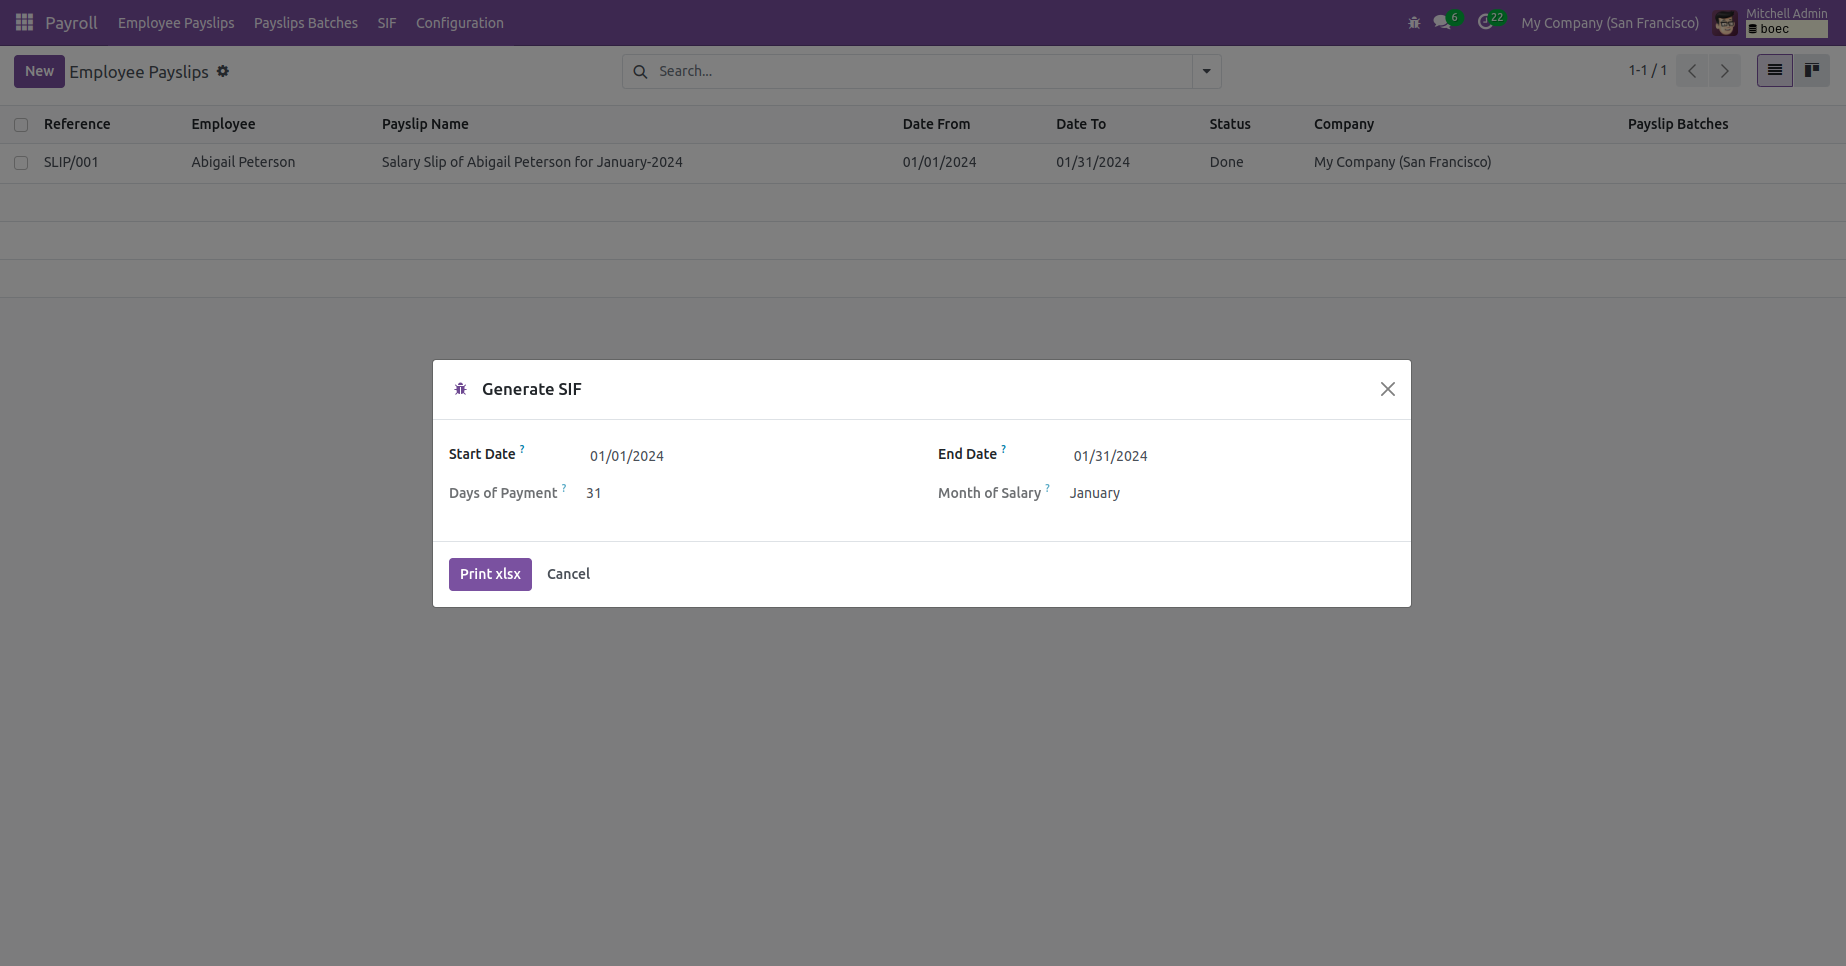 Payroll Employee Payslips Payslips Batches SIF Configuration 6 22 My Company (San Francisco) Mitchell Admin
boec
New Employee Payslips Search... 1-1 / 1
Reference Employee Payslip Name Date From Date To Status Company Payslip Batches
SLIP/001 Abigail Peterson Salary Slip of Abigail Peterson for January-2024 01/01/2024 01/31/2024 Done My Company (San Francisco)
Generate SIF
Start Date ? 01/01/2024 End Date ? 01/31/2024
Days of Payment ? 31 Month of Salary ? January
Print xlsx Cancel